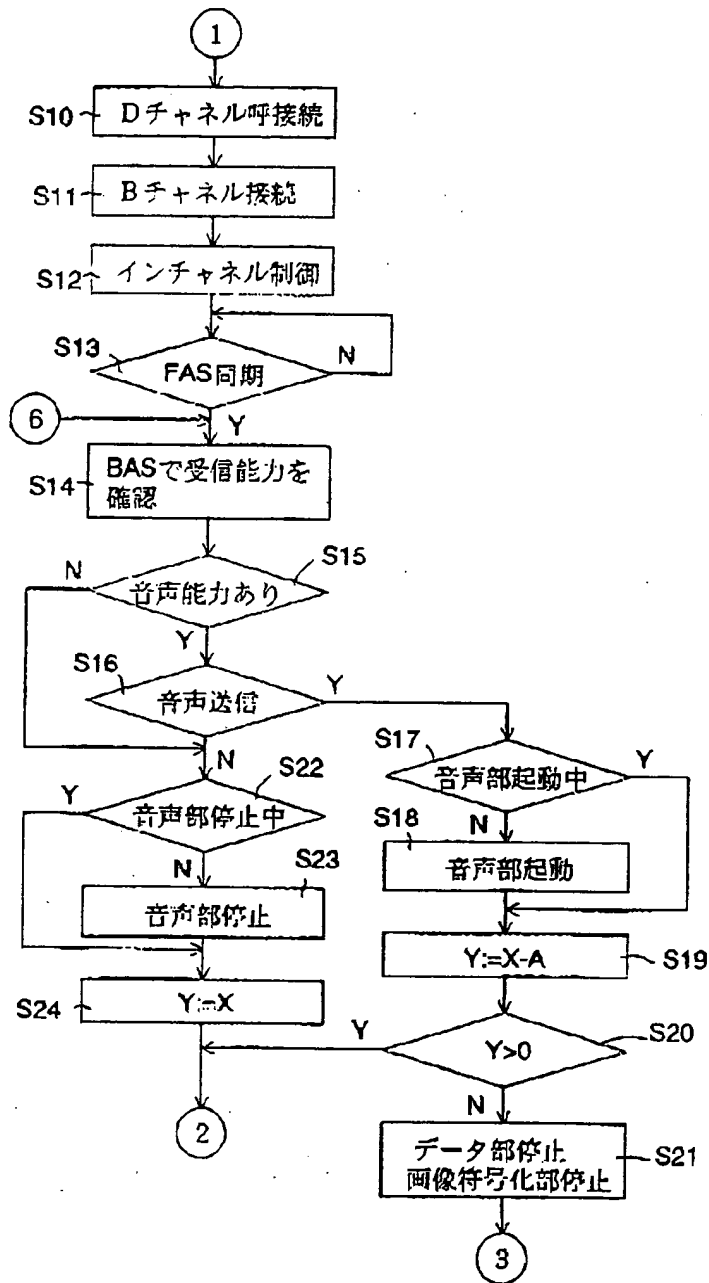 1
S10 Dチャネル呼接続
S11 Bチャネル接続
S12 インチャネル制御
S13 FAS同期 N
6
Y
S14 BASで受信能力を
確認
S15
N 音声能力あり
Y
S16 音声送信 Y
N
S17 音声部起動中 Y
N
S18 音声部起動
Y:=X-A S19
S22
Y 音声部停止中
N
S23
音声部停止
S24 Y:=X
Y Y>0 S20
N
データ部停止
画像符号化部停止 S21
2
3